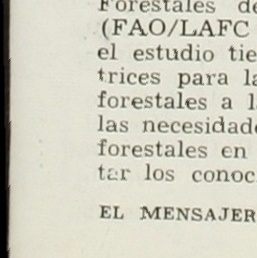 Forestales de
(FAO/LAFC
el estudio tie
trices para la
forestales a l
las necesidad
forestales en
tar los conoc
EL MENSAJER